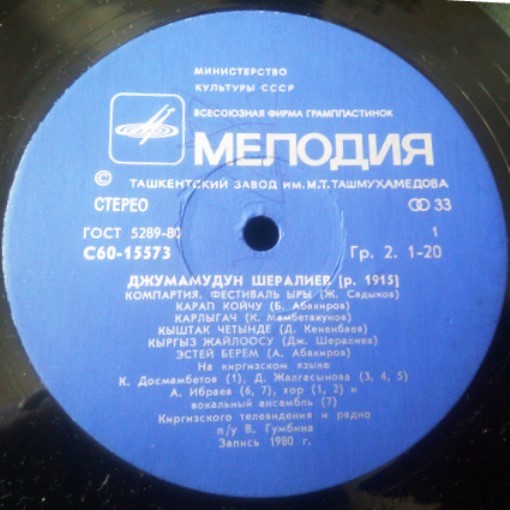 МИНИСТЕРСТВО
КУЛЬТУРЫ СССР
ВСЕСОЮЗНАЯ ФИРМА ГРАМПЛАСТИНОК
МЕЛОДИЯ
© ТАШКЕНТСКИЙ ЗАВОД ИМ. М.Т. ТАШМУХАМЕДОВА
СТЕРЕО 33
ГОСТ 5289-80 1
С60-15573 Гр. 2. 1-20
ДЖУМАМУДУН ШЕРАЛИЕВ [р. 1915]
КОМПАРТИЯ. ФЕСТИВАЛЬ ЫРЫ (Ж. Садыков)
КАРАП КОЙЧУ (Б. Абакиров)
КАРЛЫГАЧ (К. Мамбетакунов)
КЫШТАК ЧЕТЫНДЕ (Д. Кененбаев)
КЫРГЫЗ ЖАЙЛООСУ (Дж. Шералиев)
ЭСТЕЙ БЕРЕМ (А. Абакиров)
На киргизском языке
К. Досмамбетов (1), Д. Жалгасынова (3, 4, 5)
А. Ибраев (6, 7), хор (1, 2) и
вокальный ансамбль (7)
Киргизского телевидения и радио
п/у В. Гумбина
Запись 1980 г.